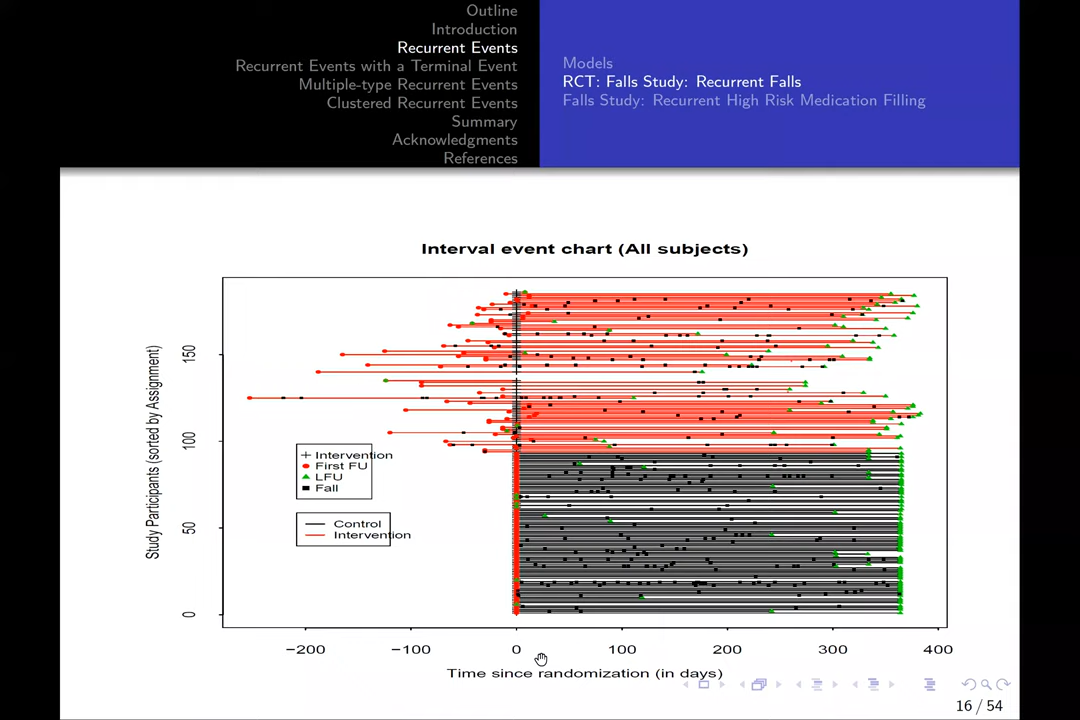 Outline
Introduction
Recurrent Events
Recurrent Events with a Terminal Event
Multiple-type Recurrent Events
Clustered Recurrent Events
Summary
Acknowledgments
References
Models
RCT: Falls Study: Recurrent Falls
Falls Study: Recurrent High Risk Medication Filling
Interval event chart (All subjects)
Study Participants (sorted by Assignment)
150
100
50
0
Intervention
First FU
LFU
Fall
Control
Intervention
−200 −100 0 100 200 300 400
Time since randomization (in days)
16 / 54